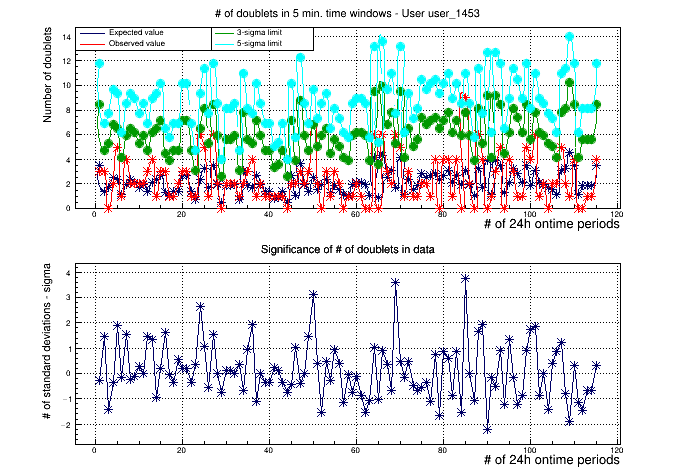 # of doublets in 5 min. time windows - User user_1453
Number of doublets
Expected value
3-sigma limit
Observed value
5-sigma limit
14
12
10
8
6
4
2
0
0 20 40 60 80 100 120
# of 24h ontime periods
Significance of # of doublets in data
# of standard deviations - sigma
4
3
2
1
0
−1
−2
0 20 40 60 80 100 120
# of 24h ontime periods